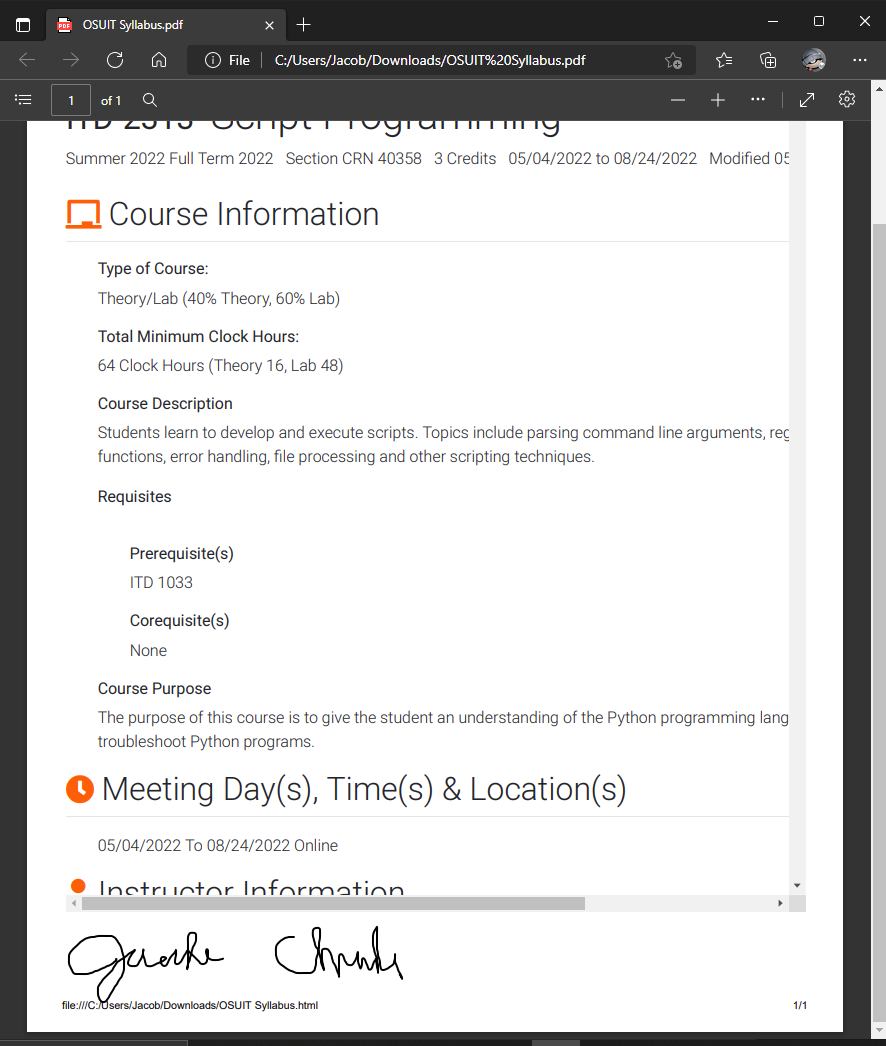 OSUIT Syllabus.pdf
File C:/Users/Jacob/Downloads/OSUIT%20Syllabus.pdf
1 of 1
Script Programming
Summer 2022 Full Term 2022 Section CRN 40358 3 Credits 05/04/2022 to 08/24/2022 Modified 05
Course Information
Type of Course:
Theory/Lab (40% Theory, 60% Lab)
Total Minimum Clock Hours:
64 Clock Hours (Theory 16, Lab 48)
Course Description
Students learn to develop and execute scripts. Topics include parsing command line arguments, reg
functions, error handling, file processing and other scripting techniques.
Requisites
Prerequisite(s)
ITD 1033
Corequisite(s)
None
Course Purpose
The purpose of this course is to give the student an understanding of the Python programming lang
troubleshoot Python programs.
Meeting Day(s), Time(s) & Location(s)
05/04/2022 To 08/24/2022 Online
Instructor Information
file:///C:/Users/Jacob/Downloads/OSUIT Syllabus.html 1/1